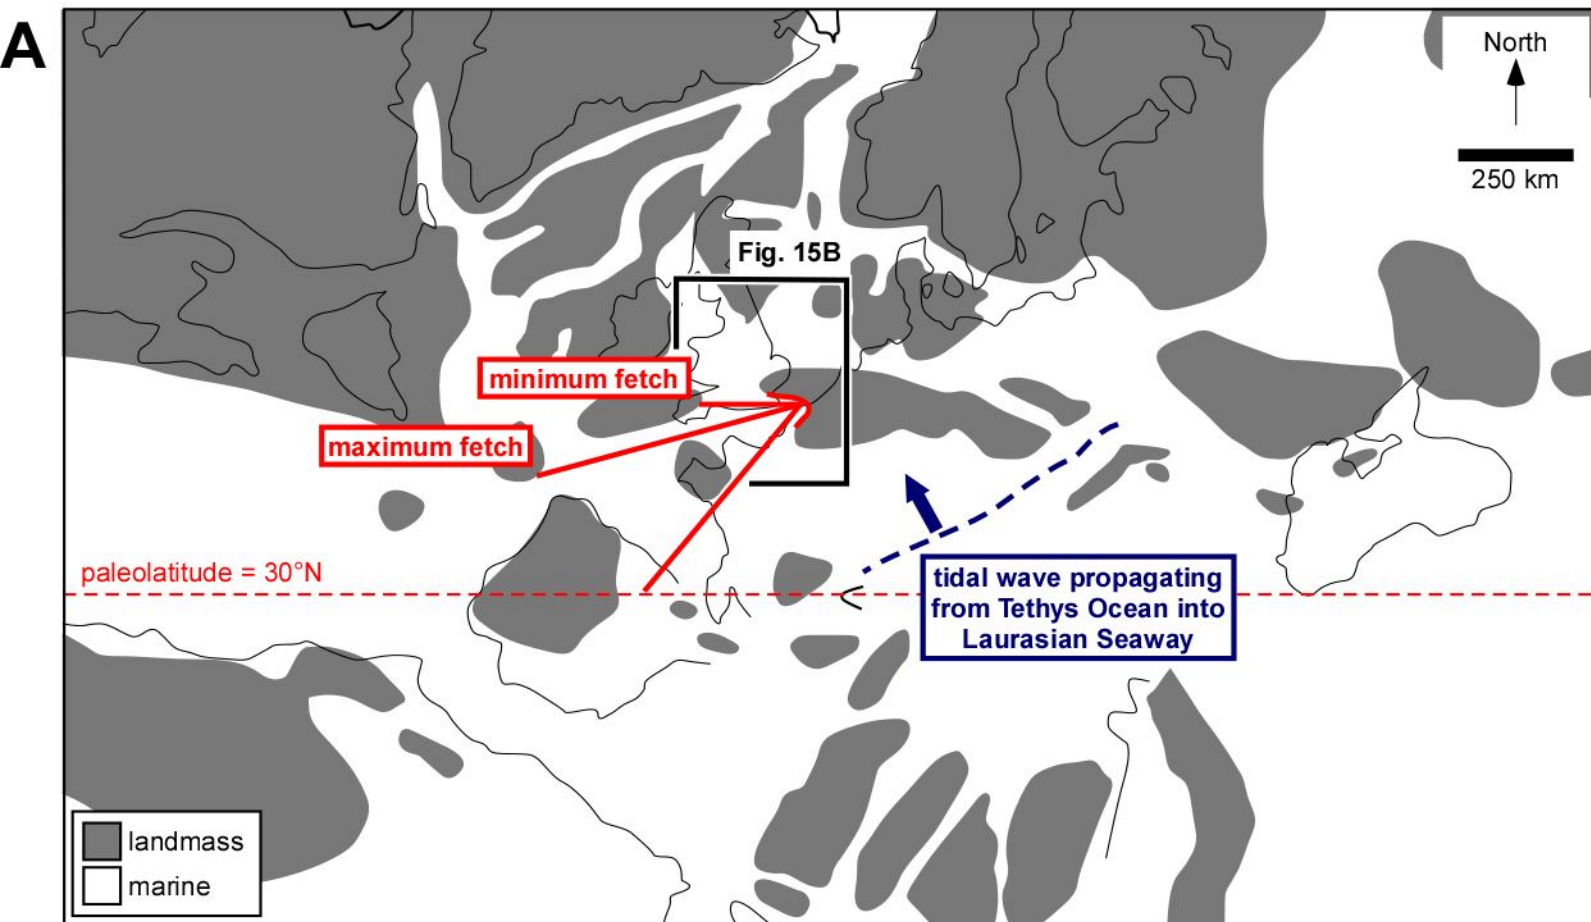 A
North
250 km
Fig. 15B
minimum fetch
maximum fetch
paleolatitude = 30°N
tidal wave propagating
from Tethys Ocean into
Laurasian Seaway
landmass
marine